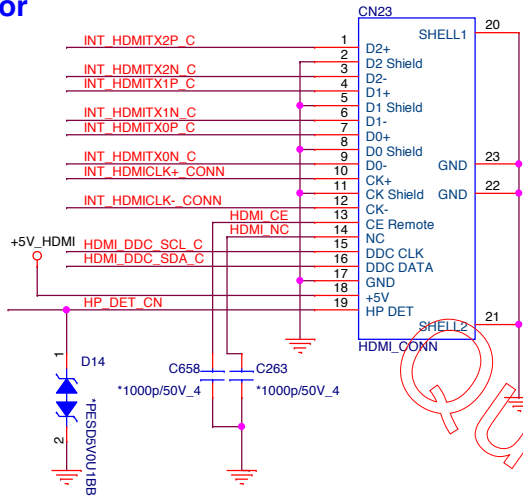 or
CN23
SHELL1
20
INT_HDMITX2P_C
1
D2+
2
D2 Shield
INT_HDMITX2N_C
3
D2-
INT_HDMITX1P_C
4
D1+
5
D1 Shield
INT_HDMITX1N_C
6
D1-
INT_HDMITX0P_C
7
D0+
8
D0 Shield
INT_HDMITX0N_C
9
D0-
GND
23
INT_HDMICLK+_CONN
10
CK+
11
CK Shield
GND
22
INT_HDMICLK-_CONN
12
CK-
HDMI_CE
13
CE Remote
HDMI_NC
14
NC
+5V_HDMI
HDMI_DDC_SCL_C
15
DDC CLK
HDMI_DDC_SDA_C
16
DDC DATA
17
GND
18
+5V
HP_DET_CN
19
HP DET
SHELL2
21
HDMI_CONN
1
D14
2
*PESD5V0U1BB
C658
*1000p/50V_4
C263
*1000p/50V_4
Qu